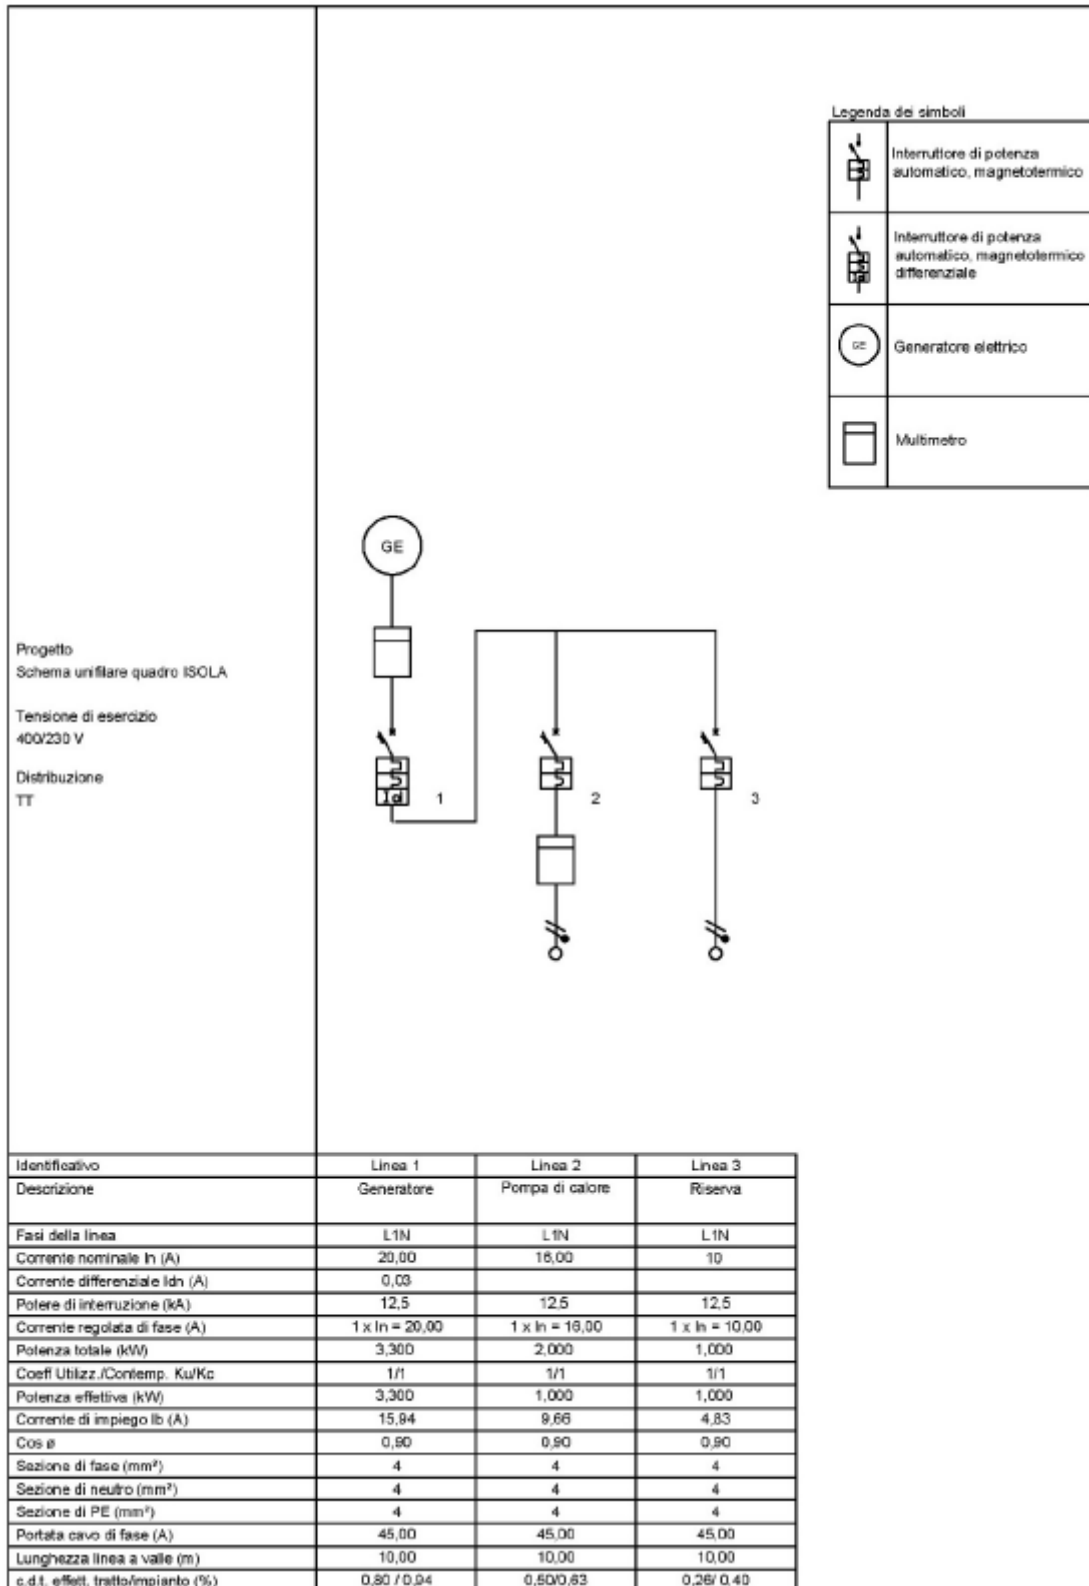 Legenda dei simboli
Interruttore di potenza
automatico, magnetotermico
Interruttore di potenza
automatico, magnetotermico
differenziale
GE
Generatore elettrico
Multimetro
GE
Progetto
Schema unifilare quadro ISOLA
Tensione di esercizio
400/230 V
Distribuzione
TT
Id 1
2
3
Identificativo Linea 1 Linea 2 Linea 3
Descrizione Generatore Pompa di calore Riserva
Fasi della linea L1N L1N L1N
Corrente nominale In (A) 20,00 16,00 10
Corrente differenziale Idn (A) 0,03
Potere di interruzione (kA) 12,5 12,5 12,5
Corrente regolata di fase (A) 1 x In = 20,00 1 x In = 16,00 1 x In = 10,00
Potenza totale (kW) 3,300 2,000 1,000
Coeff Utilizz./Contemp. Ku/Kc 1/1 1/1 1/1
Potenza effettiva (kW) 3,300 1,000 1,000
Corrente di impiego Ib (A) 15,94 9,66 4,83
Cos ø 0,90 0,90 0,90
Sezione di fase (mm²) 4 4 4
Sezione di neutro (mm²) 4 4 4
Sezione di PE (mm²) 4 4 4
Portata cavo di fase (A) 45,00 45,00 45,00
Lunghezza linea a valle (m) 10,00 10,00 10,00
c.d.t. effett. tratto/impianto (%) 0,80 / 0,94 0,50/0,63 0,26/ 0,40